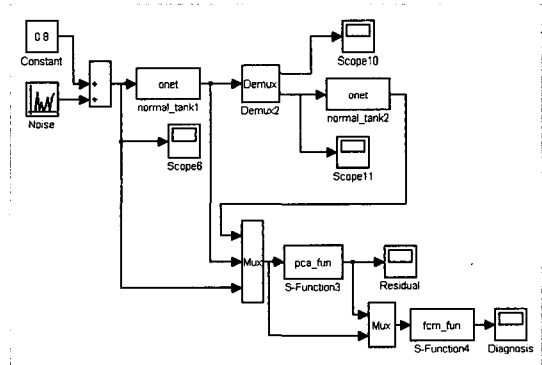 0.8
Constant
Noise
+
+
onet
normal_tank1
Scope6
Demux
Demux2
Scope10
onet
normal_tank2
Scope11
Mux
pca_fun
S-Function3
Residual
Mux
fcm_fun
S-Function4
Diagnosis